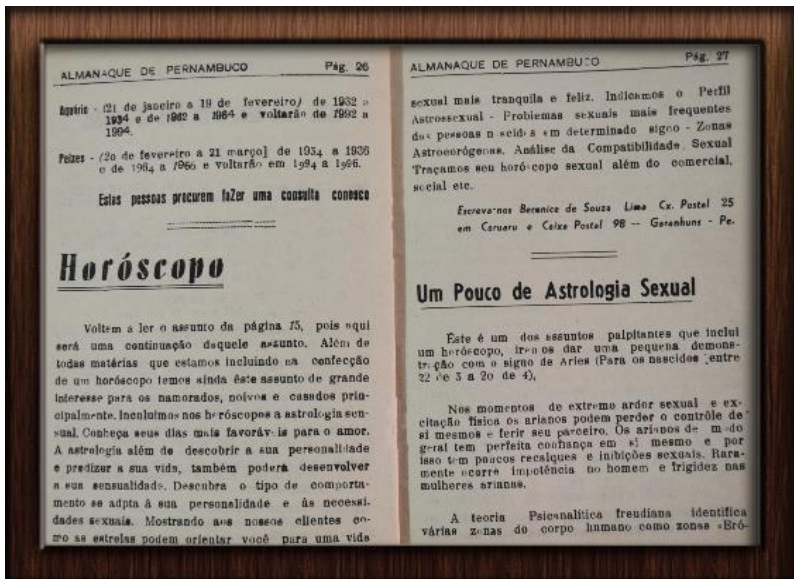 ALMANAQUE DE PERNAMBUCO Pág. 26
Aquário - (21 de janeiro a 19 de fevereiro) de 1932 a
1934 e de 1962 a 1964 e voltarão de 1992 a
1994.
Peixes - (2o de fevereiro a 21 março] de 1934 a 1936
e de 1964 a 1966 e voltarão em 1994 a 1996.
Estas pessoas procurem faZer uma consulta conosco
Horóscopo
Voltem a ler o assunto da página 15, pois aqui
será uma continuação daquele assunto. Além de
todas matérias que estamos incluindo na confecção
de um horóscopo temos ainda êste assunto de grande
interesse para os namorados, noivos e casados prin-
cipalmente. Incnluimos nos horóscopos a astrologia sen-
sual. Conheça seus dias mais favoráveis para o amor.
A astrologia além de descobrir a sua personalidade
e predizer a sua vida, também poderá desenvolver
a sua sensualidade. Descubra o tipo de comporta-
mento se adpta á sua personalidade e ás necessi-
dades sexuais. Mostrando aos nossos clientes co-
mo as estrelas podem orientar você para uma vida
ALMANAQUE DE PERNAMBUCO Pág. 27
sexual mais tranquila e feliz. Indicamos o Perfil
Astrossexual - Problemas sexuais mais frequentes
das pessoas nascidas em determinado signo - Zonas
Astroerógenas. Análise da Compatibilidade Sexual
Traçamos seu horóscopo sexual além do comercial,
social etc.
Escreva-nos Berenice de Souza Lima Cx. Postel 25
em Caruaru e Caixa Postal 98 -- Garanhuns - Pe.
Um Pouco de Astrologia Sexual
Este é um dos assuntos palpitantes que inclui
um horóscopo, iremos dar uma pequena demons-
tração com o signo de Aries (Para os nascidos entre
22 de 3 a 2o de 4),
Nos momentos de extremo ardor sexual e ex-
citação física os arianos podem perder o contrôle de
si mesmos e ferir seu parceiro. Os arianos de modo
geral tem perfeita confiança em si mesmo e por
isso tem poucos recalques e inibições sexuais. Rara-
mente ocorre impotência no homem e frigidez nas
mulheres arianas.
A teoria Psicanalítica freudiana identifica
várias zonas do corpo humano como zonas «Eró-